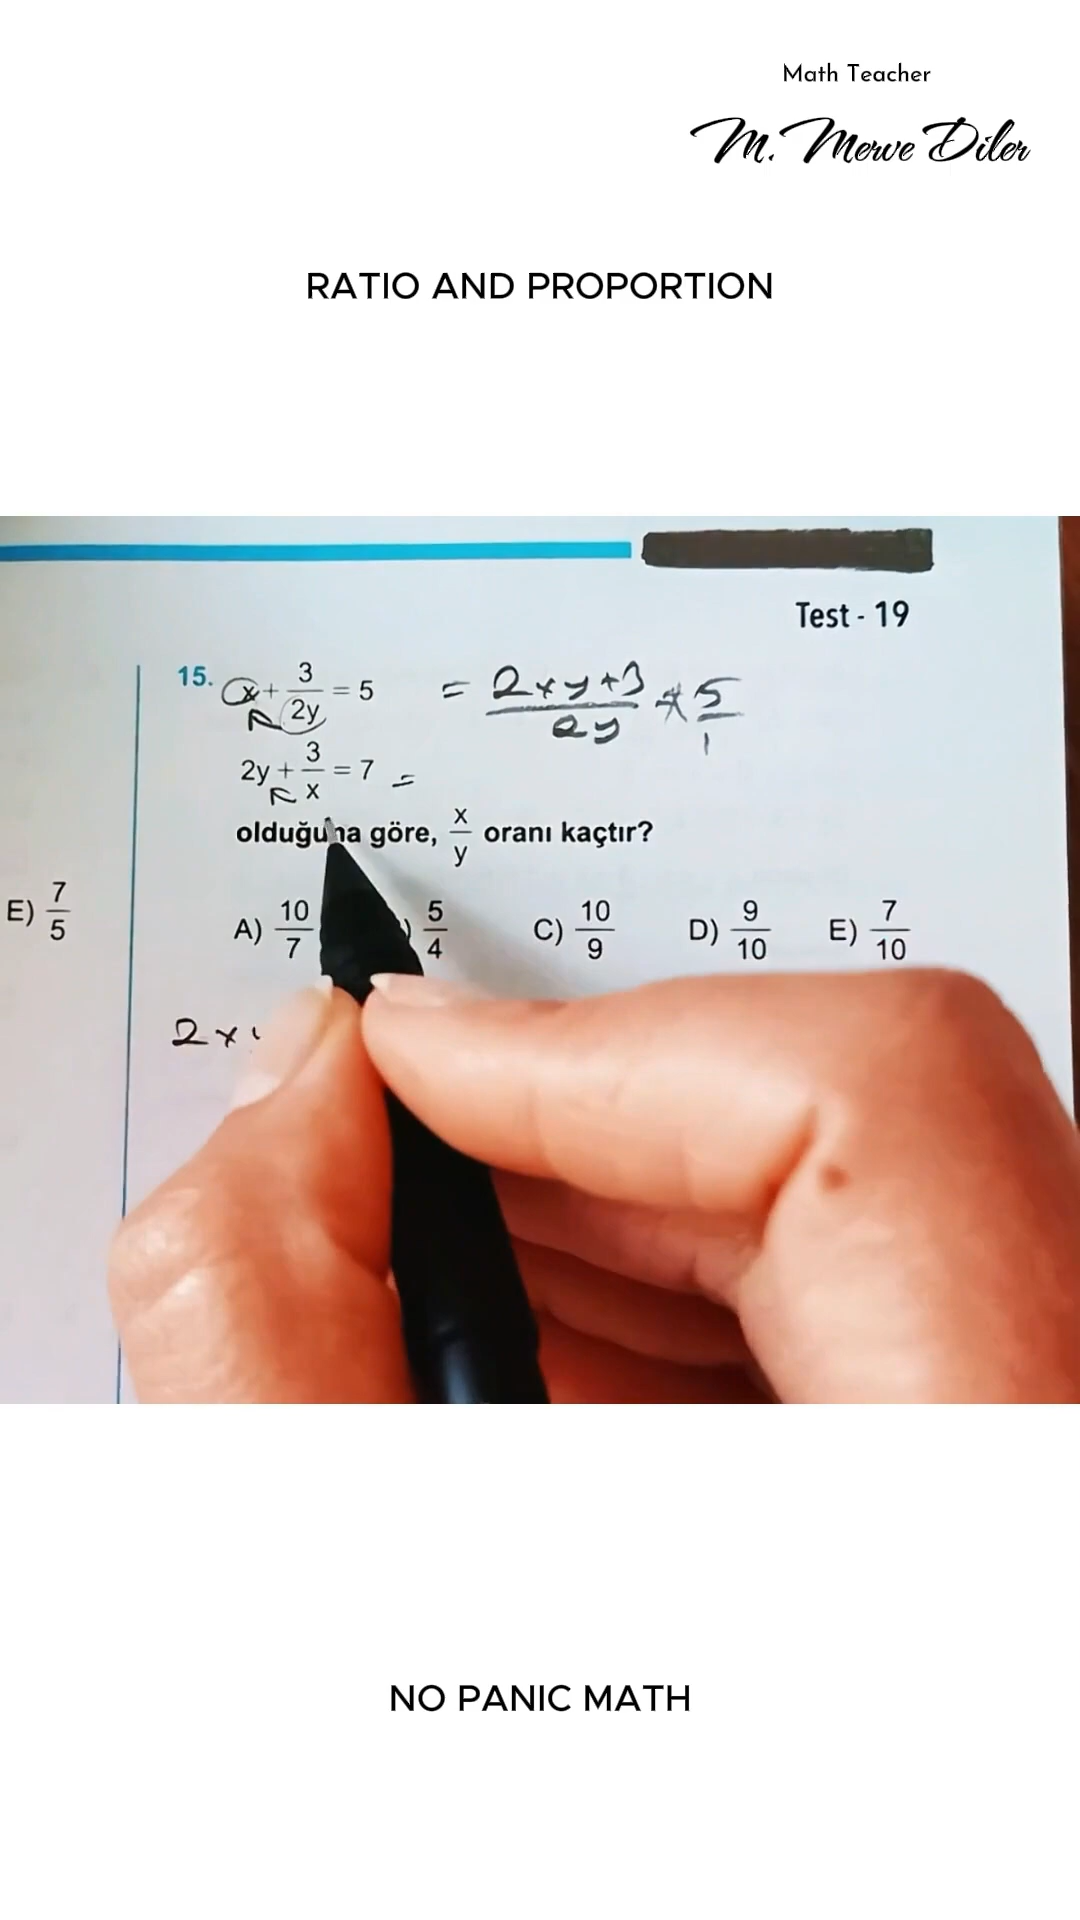 Math Teacher
M. Merve Diler
RATIO AND PROPORTION
Test - 19
15. x + 3/2y = 5 = 2xy+3/2y 5/1
2y + 3/x = 7 =
olduğuna göre, x/y oranı kaçtır?
E) 7/5
A) 10/7 ) 5/4 C) 10/9 D) 9/10 E) 7/10
2x
NO PANIC MATH